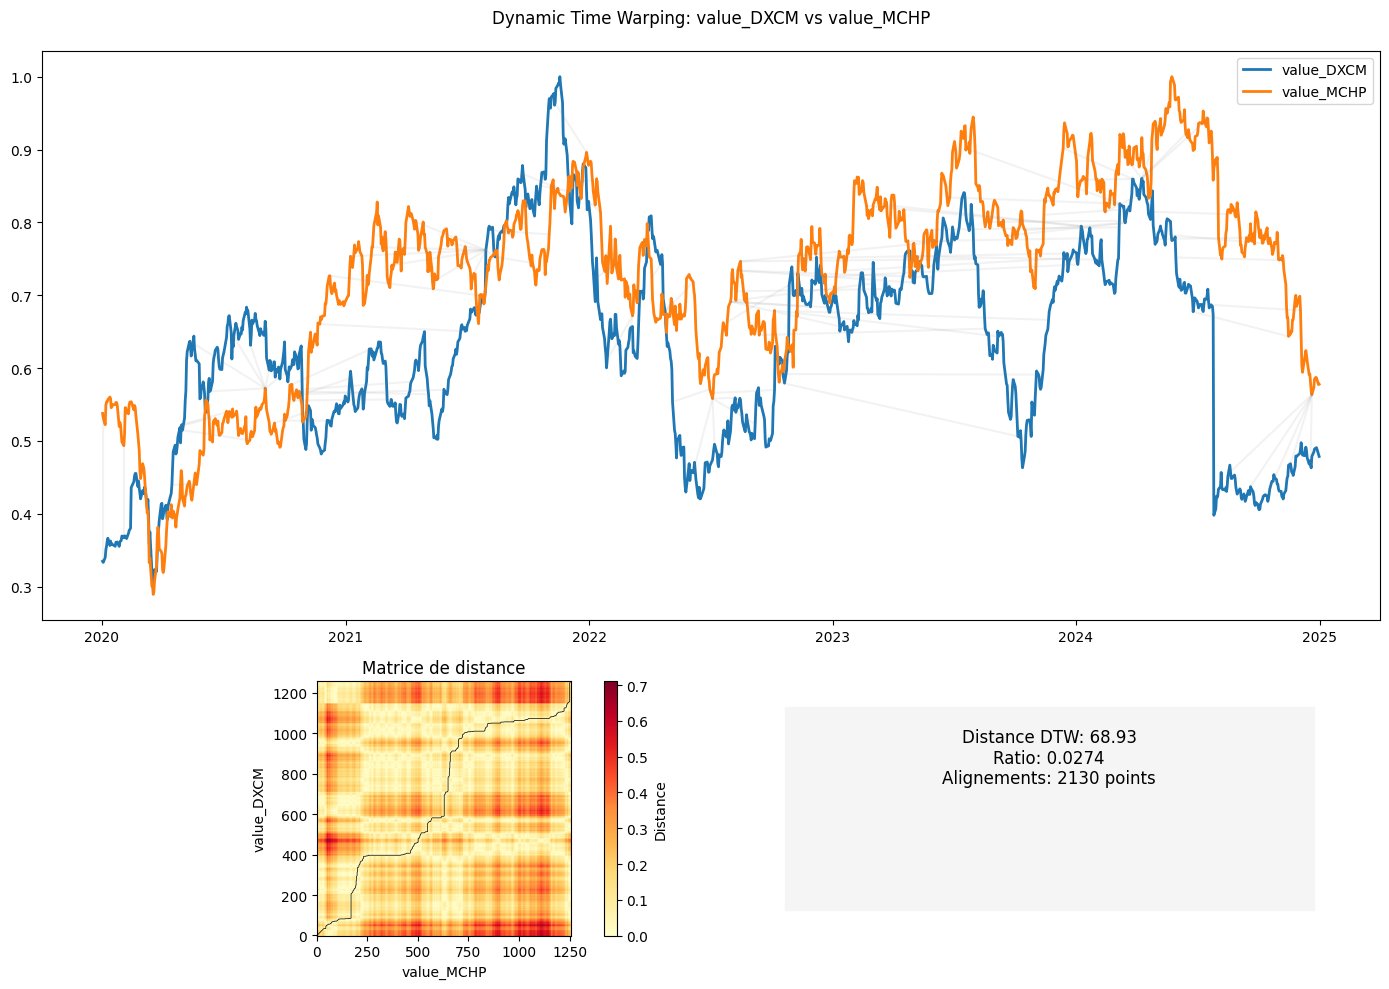 Dynamic Time Warping: value_DXCM vs value_MCHP
value_DXCM
value_MCHP
1.0
0.9
0.8
0.7
0.6
0.5
0.4
0.3
2020 2021 2022 2023 2024 2025
Matrice de distance
value_DXCM
1200
1000
800
600
400
200
0
0 250 500 750 1000 1250
value_MCHP
0.7
0.6
0.5
0.4
0.3
0.2
0.1
0.0
Distance
Distance DTW: 68.93
Ratio: 0.0274
Alignements: 2130 points